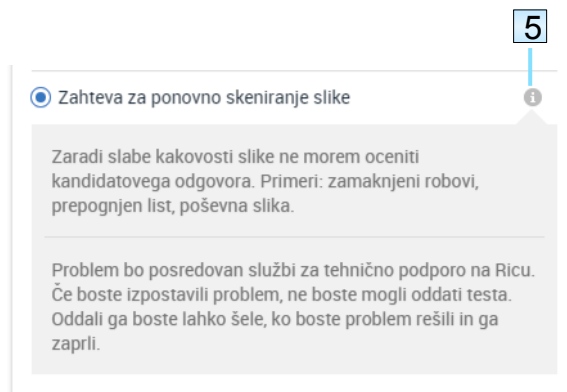 5
Zahteva za ponovno skeniranje slike
Zaradi slabe kakovosti slike ne morem oceniti
kandidatovega odgovora. Primeri: zamaknjeni robovi,
prepognjen list, poševna slika.
Problem bo posredovan službi za tehnično podporo na Ricu.
Če boste izpostavili problem, ne boste mogli oddati testa.
Oddali ga boste lahko šele, ko boste problem rešili in ga
zaprli.